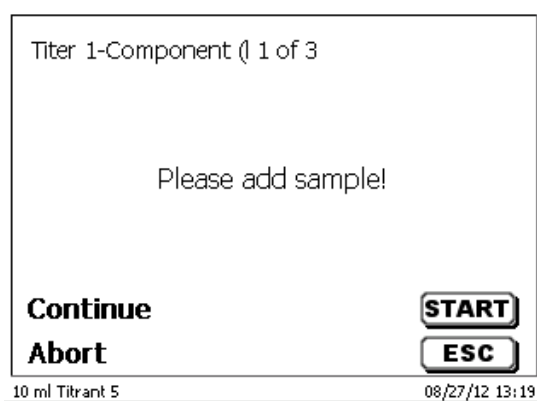 Titer 1-Component (l 1 of 3
Please add sample!
Continue START
Abort ESC
10 ml Titrant 5 08/27/12 13:19